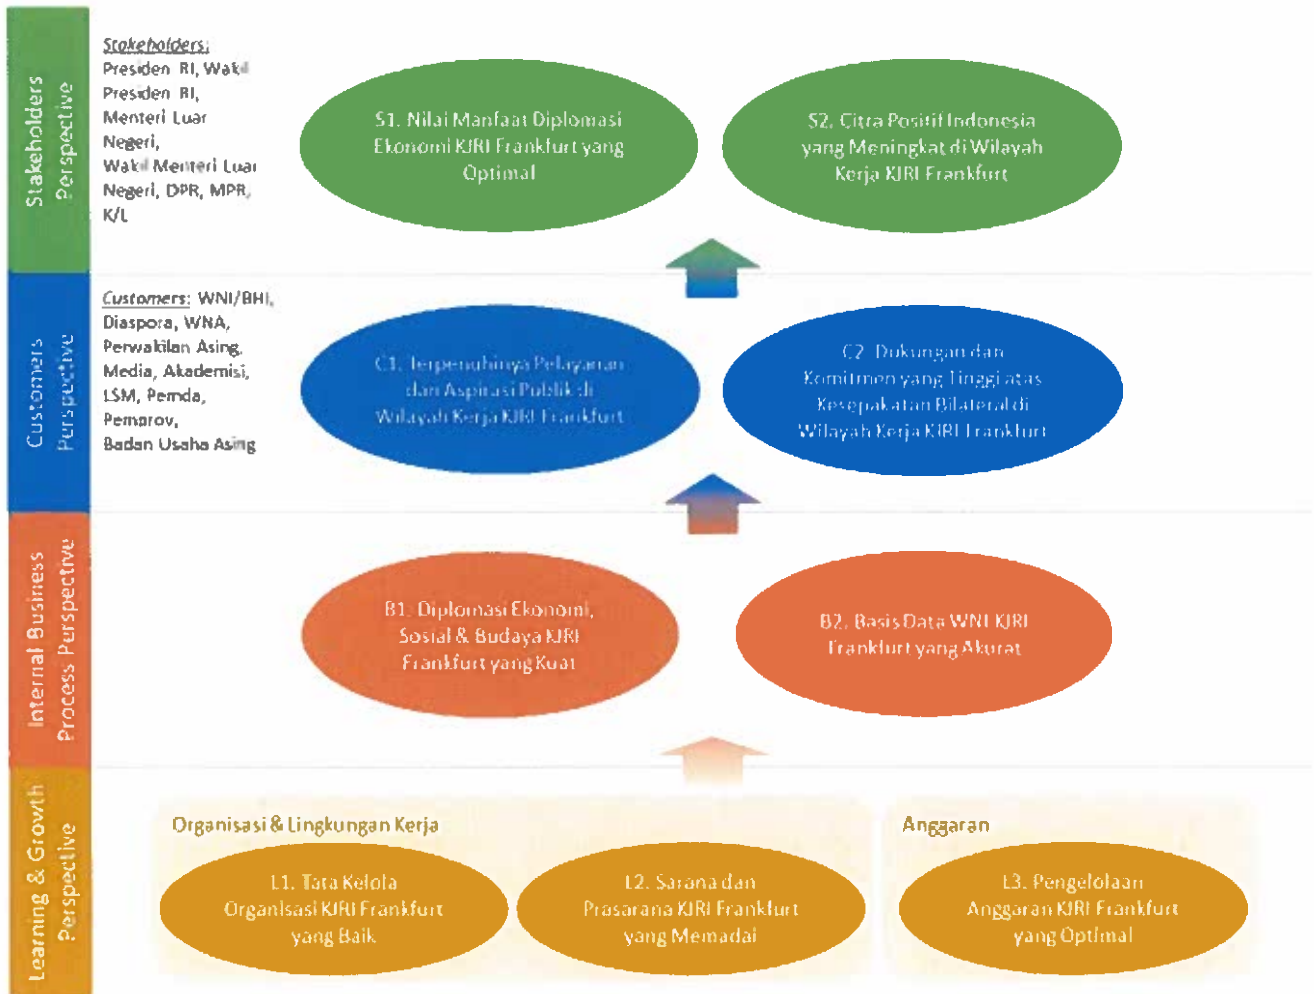 Stakeholders
Perspective
Stakeholders:
Presiden RI, Wakil
Presiden RI,
Menteri Luar
Negeri,
Wakil Menteri Luar
Negeri, DPR, MPR,
K/L
S1. Nilai Manfaat Diplomasi
Ekonomi KJRI Frankfurt yang
Optimal
S2. Citra Positif Indonesia
yang Meningkat di Wilayah
Kerja KJRI Frankfurt
Customers
Perspective
Customers: WNI/BHI,
Diaspora, WNA,
Perwakilan Asing,
Media, Akademisi,
LSM, Pemda,
Pemprov,
Badan Usaha Asing
C1. Terpenuhinya Pelayanan
dan Aspirasi Publik di
Wilayah Kerja KJRI Frankfurt
C2. Dukungan dan
Komitmen yang Tinggi atas
Kesepakatan Bilateral di
Wilayah Kerja KJRI Frankfurt
Internal Business
Process Perspective
B1. Diplomasi Ekonomi,
Sosial & Budaya KJRI
Frankfurt yang Kuat
B2. Basis Data WNI KJRI
Frankfurt yang Akurat
Learning & Growth
Perspective
Organisasi & Lingkungan Kerja
L1. Tata Kelola
Organisasi KJRI Frankfurt
yang Baik
L2. Sarana dan
Prasarana KJRI Frankfurt
yang Memadai
Anggaran
L3. Pengelolaan
Anggaran KJRI Frankfurt
yang Optimal